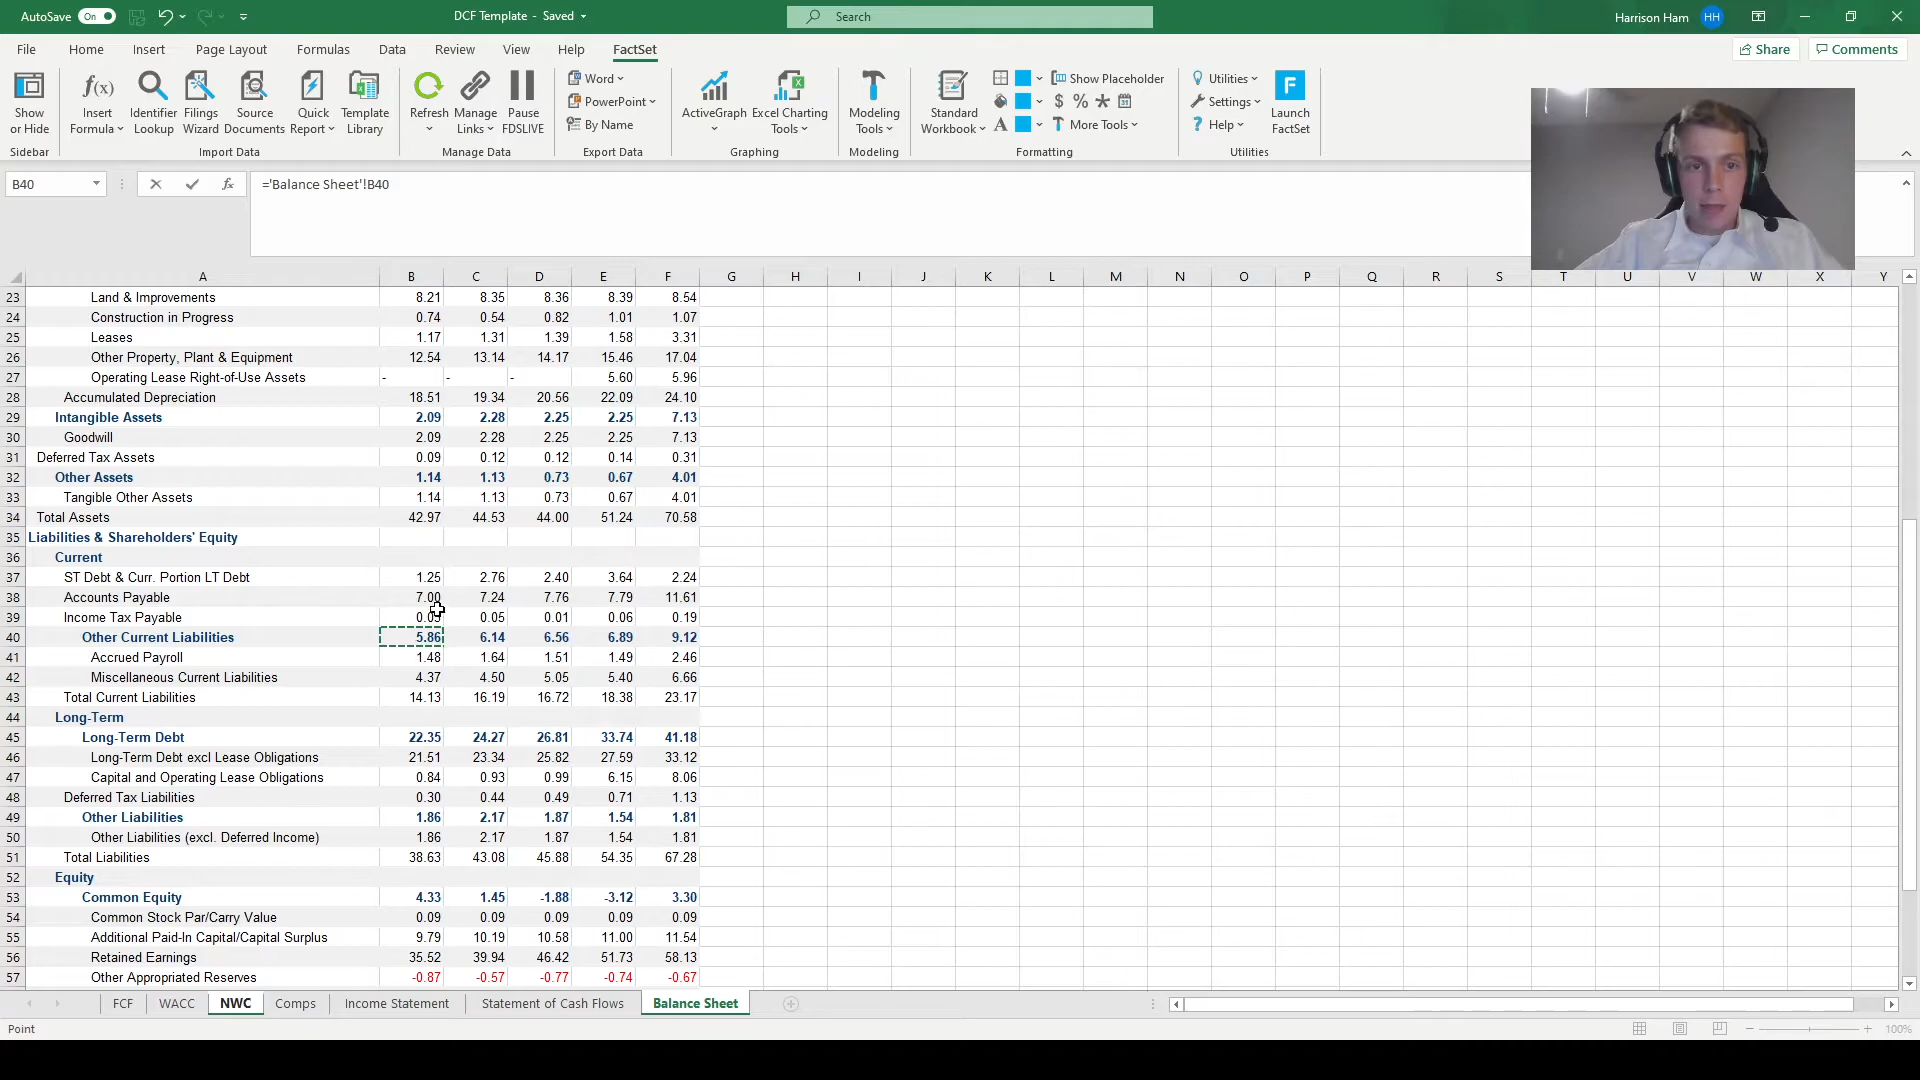 AutoSave On DCF Template - Saved Search Harrison Ham HH
File Home Insert Page Layout Formulas Data Review View Help FactSet Share Comments
Show or Hide
Insert Formula
Identifier Lookup
Filings Wizard
Source Documents
Quick Report
Template Library
Refresh
Manage Links
Pause FDSLIVE
Word
PowerPoint
By Name
ActiveGraph
Excel Charting Tools
Modeling Tools
Standard Workbook
Show Placeholder
$ %
A More Tools
Utilities
Settings
Help
F
Launch FactSet
Sidebar Import Data Manage Data Export Data Graphing Modeling Formatting Utilities
B40 fx ='Balance Sheet'!B40
A B C D E F G H I J K L M N O P Q R S T U V W X Y
23 Land & Improvements 8.21 8.35 8.36 8.39 8.54
24 Construction in Progress 0.74 0.54 0.82 1.01 1.07
25 Leases 1.17 1.31 1.39 1.58 3.31
26 Other Property, Plant & Equipment 12.54 13.14 14.17 15.46 17.04
27 Operating Lease Right-of-Use Assets - - - 5.60 5.96
28 Accumulated Depreciation 18.51 19.34 20.56 22.09 24.10
29 Intangible Assets 2.09 2.28 2.25 2.25 7.13
30 Goodwill 2.09 2.28 2.25 2.25 7.13
31 Deferred Tax Assets 0.09 0.12 0.12 0.14 0.31
32 Other Assets 1.14 1.13 0.73 0.67 4.01
33 Tangible Other Assets 1.14 1.13 0.73 0.67 4.01
34 Total Assets 42.97 44.53 44.00 51.24 70.58
35 Liabilities & Shareholders' Equity
36 Current
37 ST Debt & Curr. Portion LT Debt 1.25 2.76 2.40 3.64 2.24
38 Accounts Payable 7.00 7.24 7.76 7.79 11.61
39 Income Tax Payable 0.05 0.01 0.06 0.19
40 Other Current Liabilities 5.86 6.14 6.56 6.89 9.12
41 Accrued Payroll 1.48 1.64 1.51 1.49 2.46
42 Miscellaneous Current Liabilities 4.37 4.50 5.05 5.40 6.66
43 Total Current Liabilities 14.13 16.19 16.72 18.38 23.17
44 Long-Term
45 Long-Term Debt 22.35 24.27 26.81 33.74 41.18
46 Long-Term Debt excl Lease Obligations 21.51 23.34 25.82 27.59 33.12
47 Capital and Operating Lease Obligations 0.84 0.93 0.99 6.15 8.06
48 Deferred Tax Liabilities 0.30 0.44 0.49 0.71 1.13
49 Other Liabilities 1.86 2.17 1.87 1.54 1.81
50 Other Liabilities (excl. Deferred Income) 1.86 2.17 1.87 1.54 1.81
51 Total Liabilities 38.63 43.08 45.88 54.35 67.28
52 Equity
53 Common Equity 4.33 1.45 -1.88 -3.12 3.30
54 Common Stock Par/Carry Value 0.09 0.09 0.09 0.09 0.09
55 Additional Paid-In Capital/Capital Surplus 9.79 10.19 10.58 11.00 11.54
56 Retained Earnings 35.52 39.94 46.42 51.73 58.13
57 Other Appropriated Reserves -0.87 -0.57 -0.77 -0.74 -0.67
FCF WACC NWC Comps Income Statement Statement of Cash Flows Balance Sheet
Point 100%